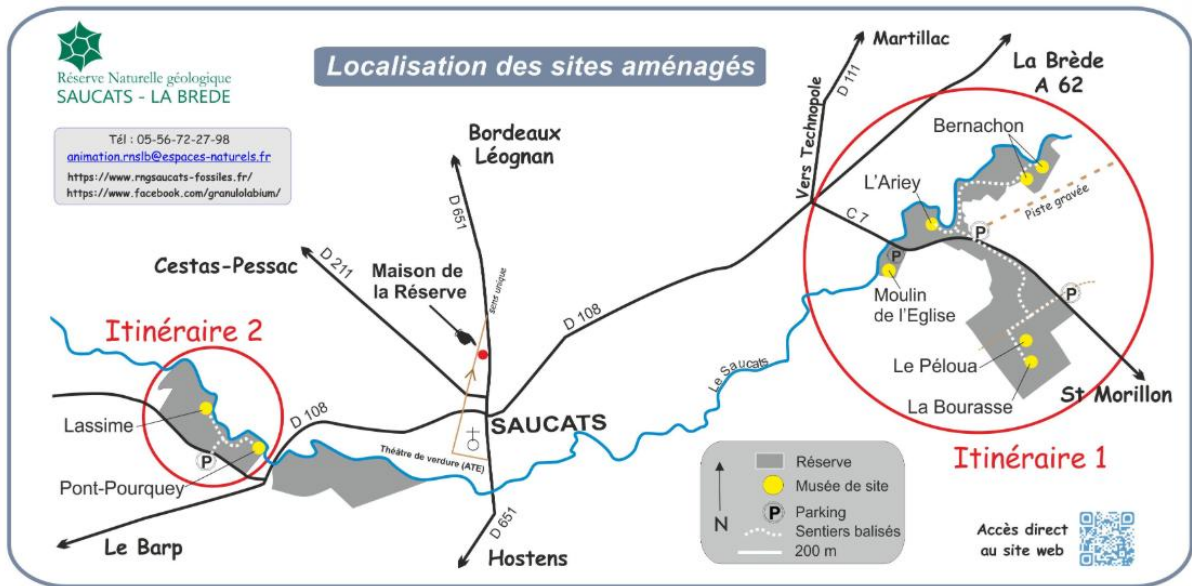 Réserve Naturelle géologique
SAUCATS - LA BREDE
Localisation des sites aménagés
Tél : 05-56-72-27-98
animation.rnslb@espaces-naturels.fr
https://www.rngsaucats-fossiles.fr/
https://www.facebook.com/granulolabium/
Martillac
D 111
Vers Technopole
La Brède
A 62
Bordeaux
Léognan
D 651
Cestas-Pessac
D 211
Maison de
la Réserve
sens unique
D 108
Bernachon
L'Ariey
C 7
P
Piste gravée
P
Moulin
de l'Eglise
P
Le Péloua
La Bourasse
St Morillon
Itinéraire 1
Le Saucats
Itinéraire 2
Lassime
P
Pont-Pourquey
D 108
Le Barp
SAUCATS
Théâtre de verdure (ATE)
D 651
Hostens
N
Réserve
Musée de site
P
Parking
Sentiers balisés
200 m
Accès direct
au site web